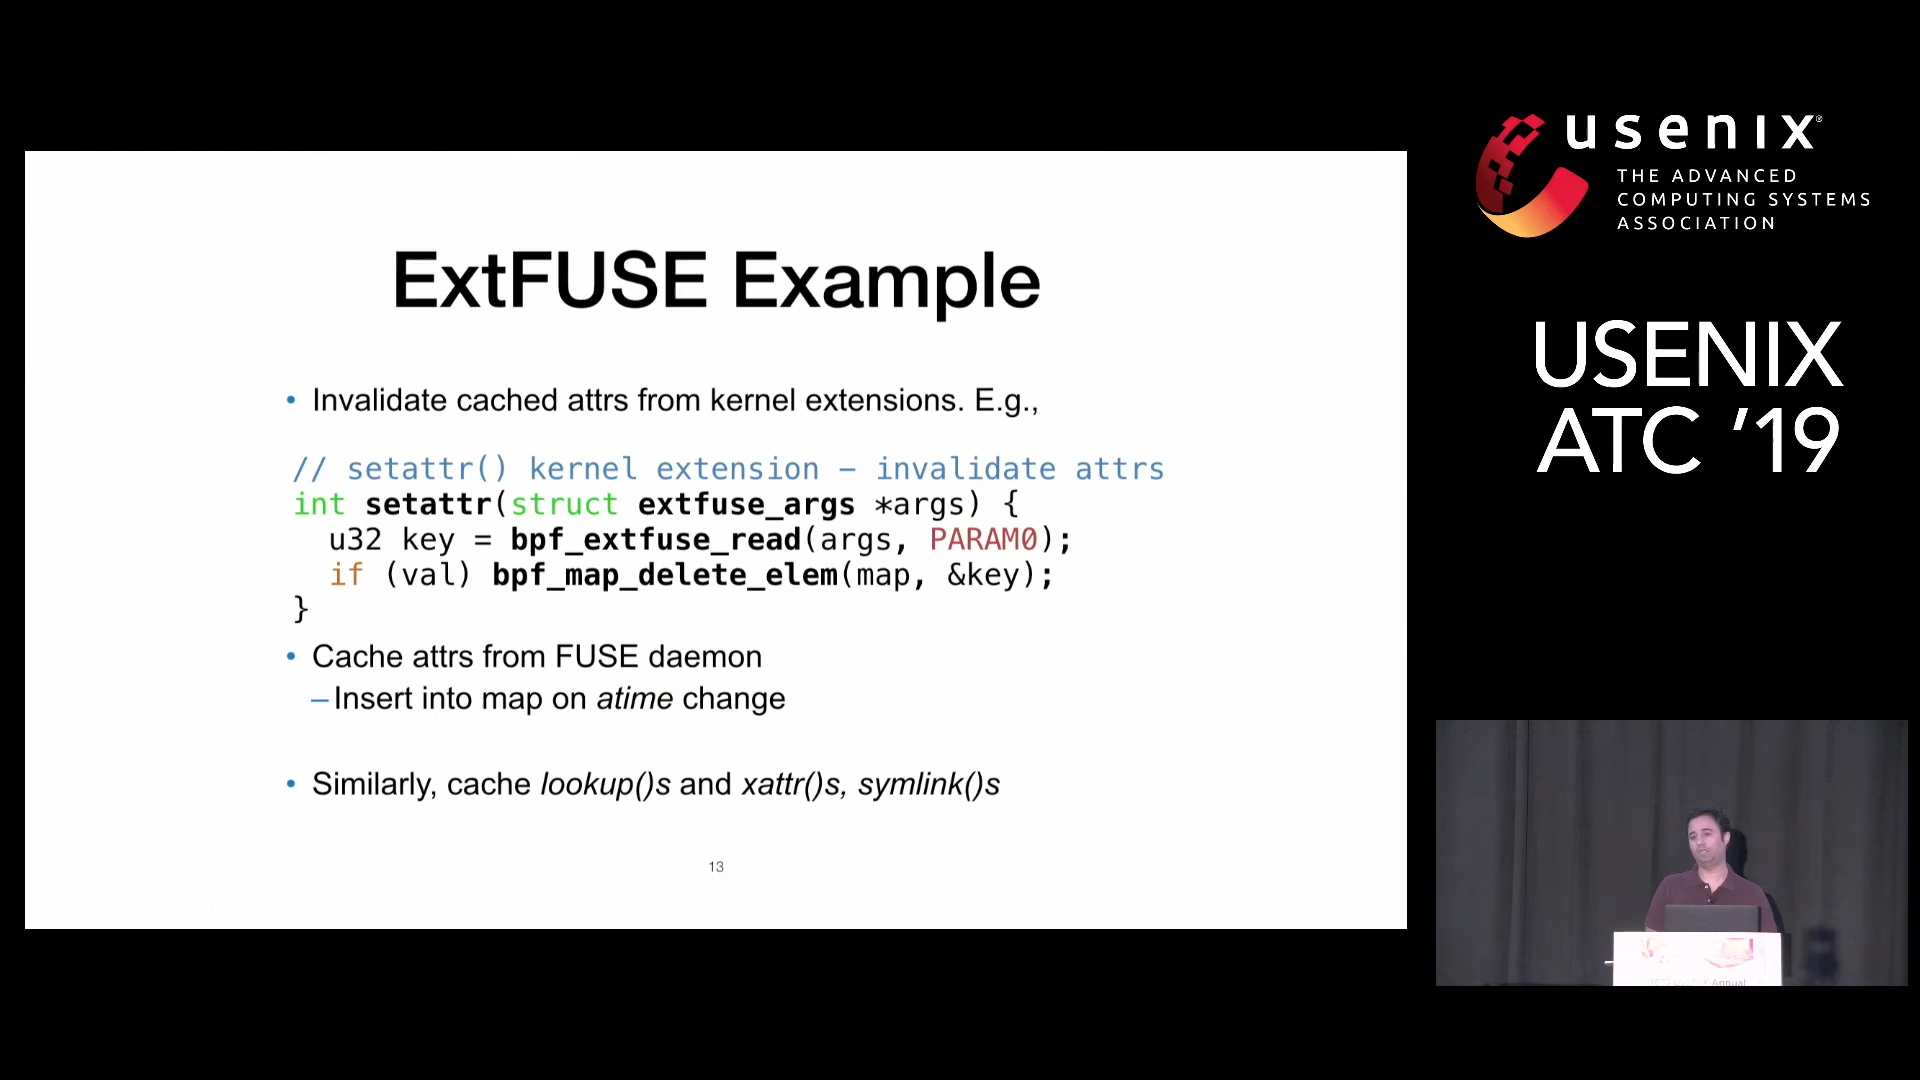 ExtFUSE Example
• Invalidate cached attrs from kernel extensions. E.g.,
// setattr() kernel extension – invalidate attrs
int setattr(struct extfuse_args *args) {
u32 key = bpf_extfuse_read(args, PARAM0);
if (val) bpf_map_delete_elem(map, &key);
}
• Cache attrs from FUSE daemon
– Insert into map on atime change
• Similarly, cache lookup()s and xattr()s, symlink()s
13
usenix®
THE ADVANCED
COMPUTING SYSTEMS
ASSOCIATION
USENIX
ATC ’19
Annual